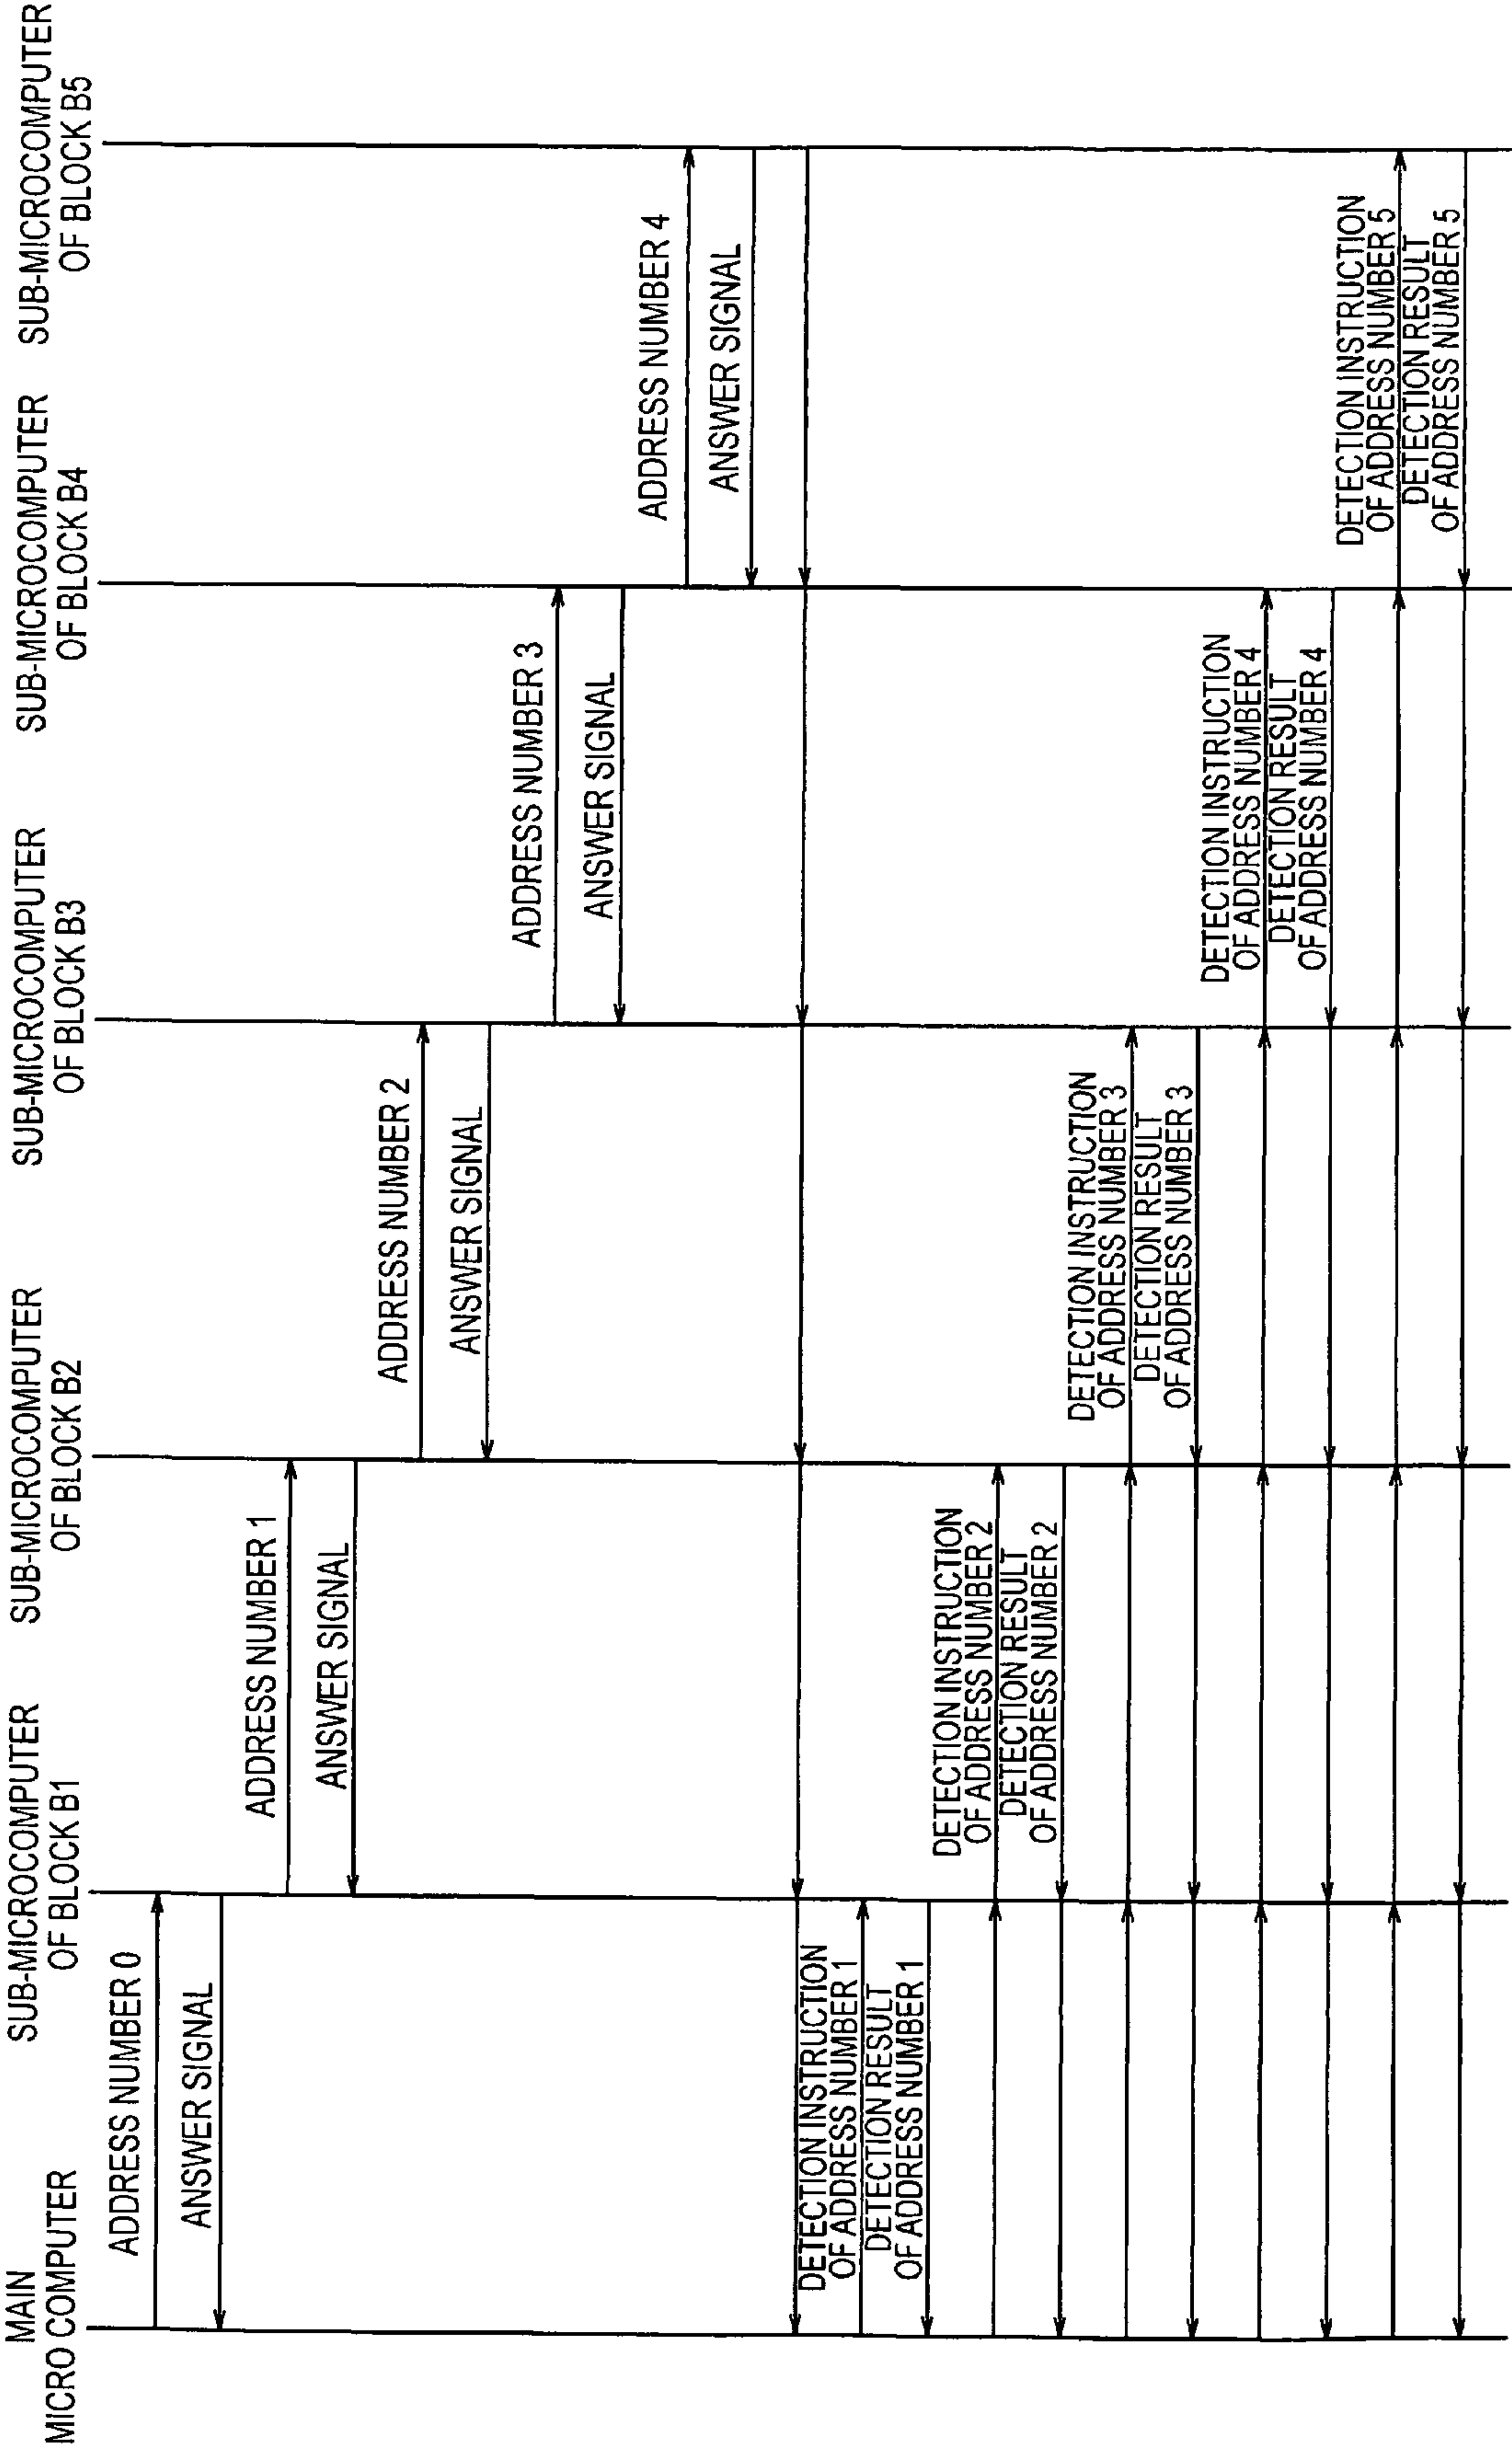 MAIN
MICRO COMPUTER
SUB-MICROCOMPUTER
OF BLOCK B1
SUB-MICROCOMPUTER
OF BLOCK B2
SUB-MICROCOMPUTER
OF BLOCK B3
SUB-MICROCOMPUTER
OF BLOCK B4
SUB-MICROCOMPUTER
OF BLOCK B5
ADDRESS NUMBER 0
ANSWER SIGNAL
ADDRESS NUMBER 1
ANSWER SIGNAL
ADDRESS NUMBER 2
ANSWER SIGNAL
ADDRESS NUMBER 3
ANSWER SIGNAL
ADDRESS NUMBER 4
ANSWER SIGNAL
DETECTION INSTRUCTION
OF ADDRESS NUMBER 1
DETECTION RESULT
OF ADDRESS NUMBER 1
DETECTION INSTRUCTION
OF ADDRESS NUMBER 2
DETECTION RESULT
OF ADDRESS NUMBER 2
DETECTION INSTRUCTION
OF ADDRESS NUMBER 3
DETECTION RESULT
OF ADDRESS NUMBER 3
DETECTION INSTRUCTION
OF ADDRESS NUMBER 4
DETECTION RESULT
OF ADDRESS NUMBER 4
DETECTION INSTRUCTION
OF ADDRESS NUMBER 5
DETECTION RESULT
OF ADDRESS NUMBER 5